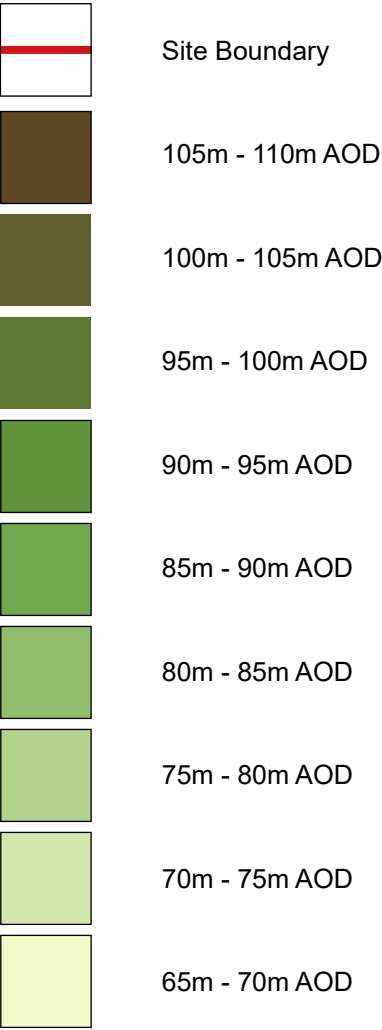 Site Boundary
105m - 110m AOD
100m - 105m AOD
95m - 100m AOD
90m - 95m AOD
85m - 90m AOD
80m - 85m AOD
75m - 80m AOD
70m - 75m AOD
65m - 70m AOD